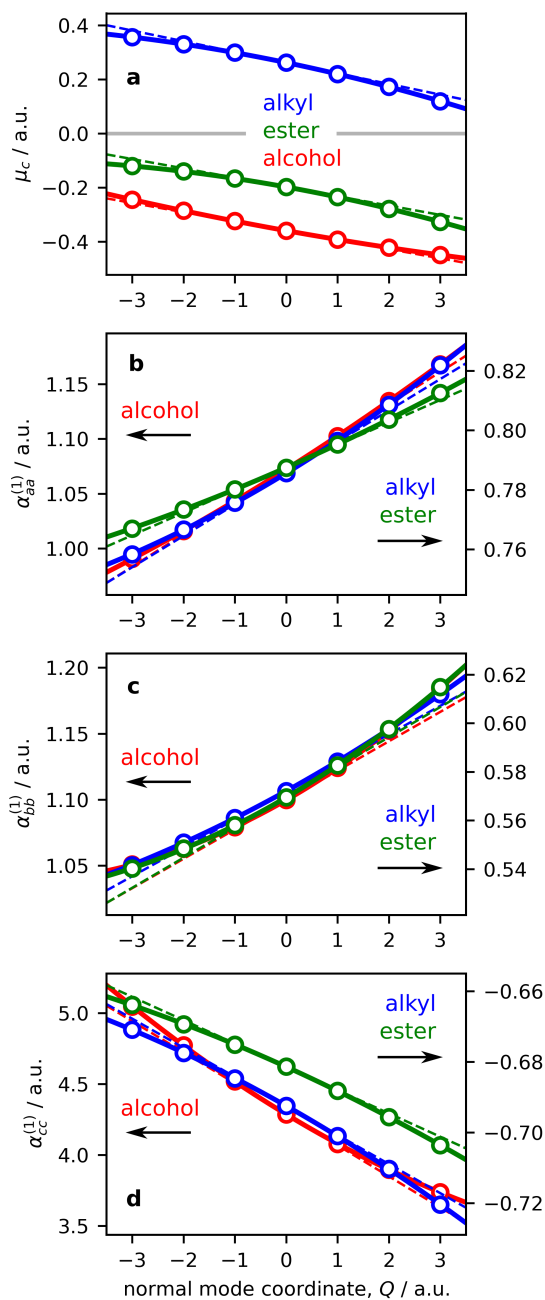 0.4
a
0.2
alkyl
0.0
ester
alcohol
−0.2
−0.4
μc / a.u.
−3 −2 −1 0 1 2 3
b
1.15
0.82
alcohol
1.10
0.80
alkyl
1.05
0.78
ester
1.00
0.76
α(1)aa / a.u.
−3 −2 −1 0 1 2 3
1.20
c
0.62
1.15
0.60
alcohol
0.58
1.10
alkyl
0.56
ester
1.05
0.54
α(1)bb / a.u.
−3 −2 −1 0 1 2 3
5.0
alkyl
−0.66
ester
−0.68
4.5
alcohol
−0.70
4.0
d
−0.72
3.5
α(1)cc / a.u.
−3 −2 −1 0 1 2 3
normal mode coordinate, Q / a.u.